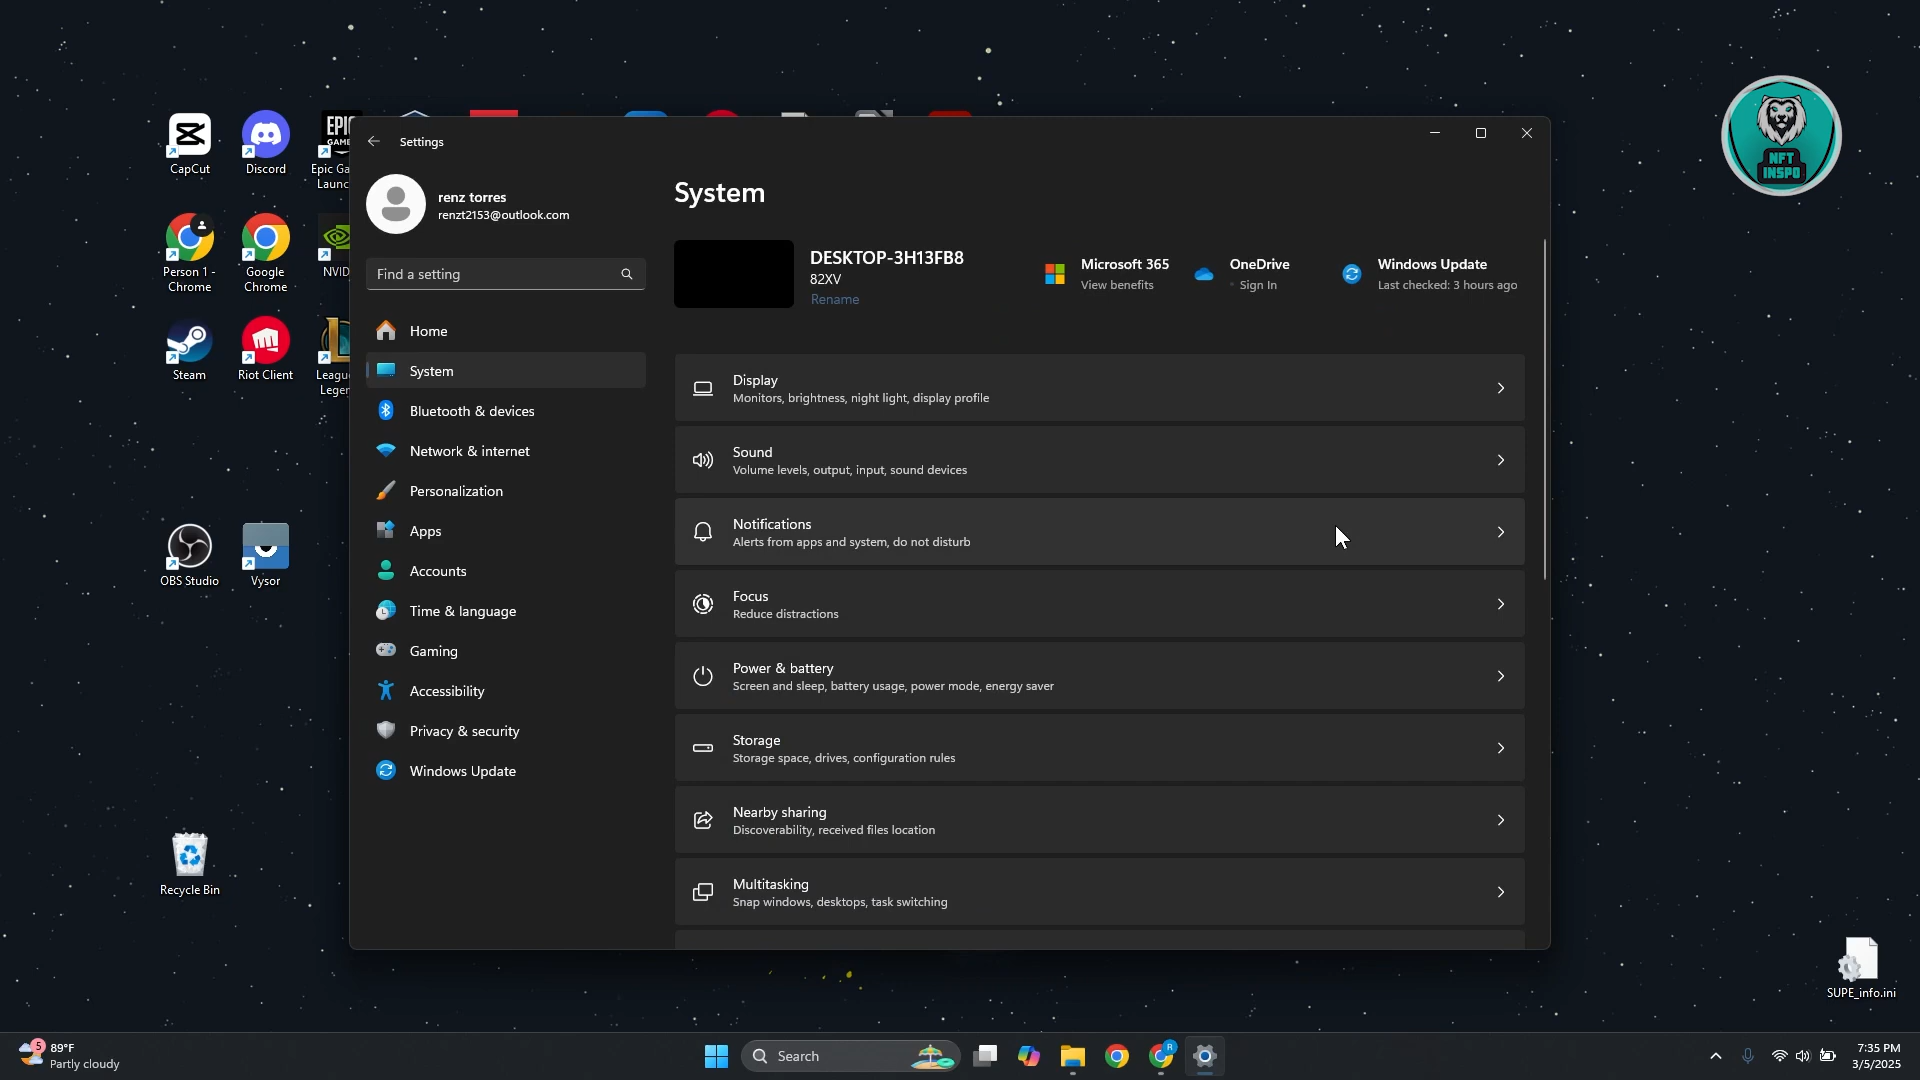 CapCut
Discord
EPIC
GAMES
Epic Ga
Launc
Person 1 -
Chrome
Google
Chrome
NVID
Steam
Riot Client
Leagu
Leger
OBS Studio
Vysor
Recycle Bin
NFT
INSPO
SUPE_info.ini
Settings
renz torres
renzt2153@outlook.com
Find a setting
Home
System
Bluetooth & devices
Network & internet
Personalization
Apps
Accounts
Time & language
Gaming
Accessibility
Privacy & security
Windows Update
System
DESKTOP-3H13FB8
82XV
Rename
Microsoft 365
View benefits
OneDrive
Sign In
Windows Update
Last checked: 3 hours ago
Display
Monitors, brightness, night light, display profile
Sound
Volume levels, output, input, sound devices
Notifications
Alerts from apps and system, do not disturb
Focus
Reduce distractions
Power & battery
Screen and sleep, battery usage, power mode, energy saver
Storage
Storage space, drives, configuration rules
Nearby sharing
Discoverability, received files location
Multitasking
Snap windows, desktops, task switching
5
89°F
Partly cloudy
Search
R
7:35 PM
3/5/2025